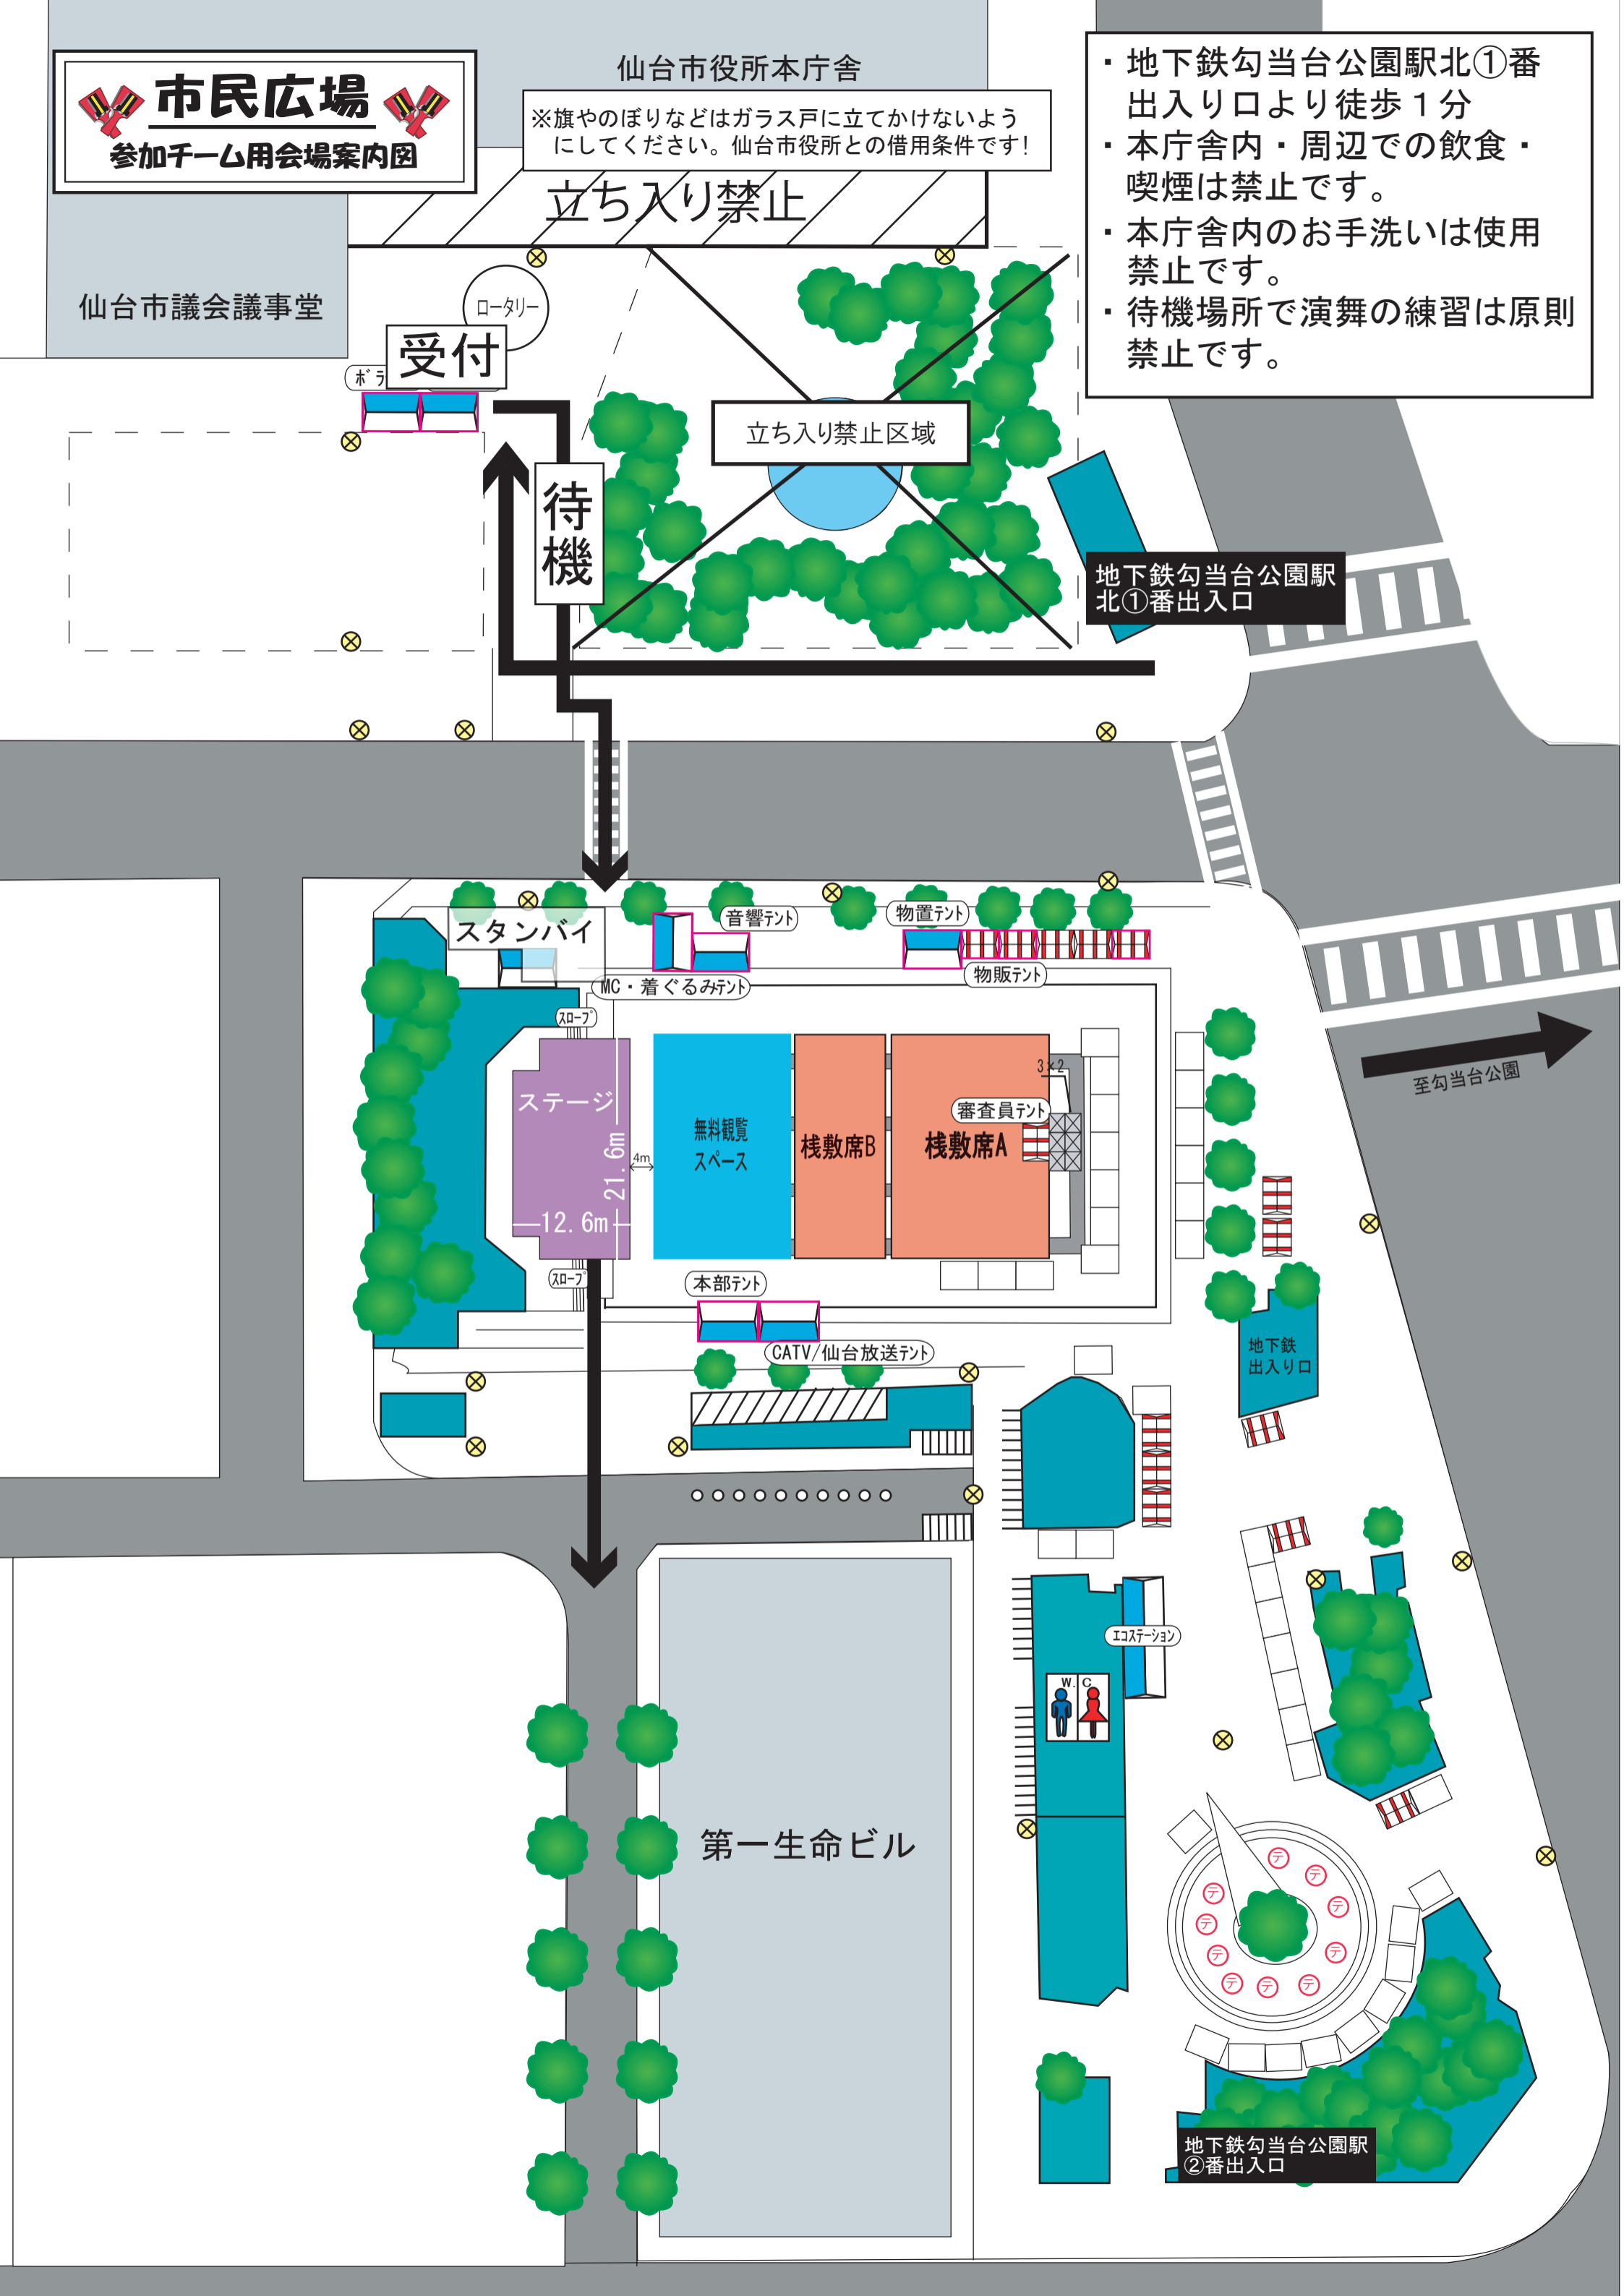 仙台市役所本庁舎
市民広場
参加チーム用会場案内図
※旗やのぼりなどはガラス戸に立てかけないよう
にしてください。仙台市役所との借用条件です!
・地下鉄勾当台公園駅北①番
出入り口より徒歩1分
・本庁舎内・周辺での飲食・
喫煙は禁止です。
・本庁舎内のお手洗いは使用
禁止です。
・待機場所で演舞の練習は原則
禁止です。
立ち入り禁止
仙台市議会議事堂
ロータリー
受付
ボラ
立ち入り禁止区域
待機
地下鉄勾当台公園駅
北①番出入口
スタンバイ
音響テント
物置テント
MC・着ぐるみテント
物販テント
スロープ
ステージ
21.6m
12.6m
4m
無料観覧
スペース
桟敷席B
桟敷席A
3×2
審査員テント
至勾当台公園
スロープ
本部テント
CATV/仙台放送テント
地下鉄
出入り口
エコステーション
W.C
第一生命ビル
テ
テ
テ
テ
テ
テ
テ
テ
テ
テ
地下鉄勾当台公園駅
②番出入口